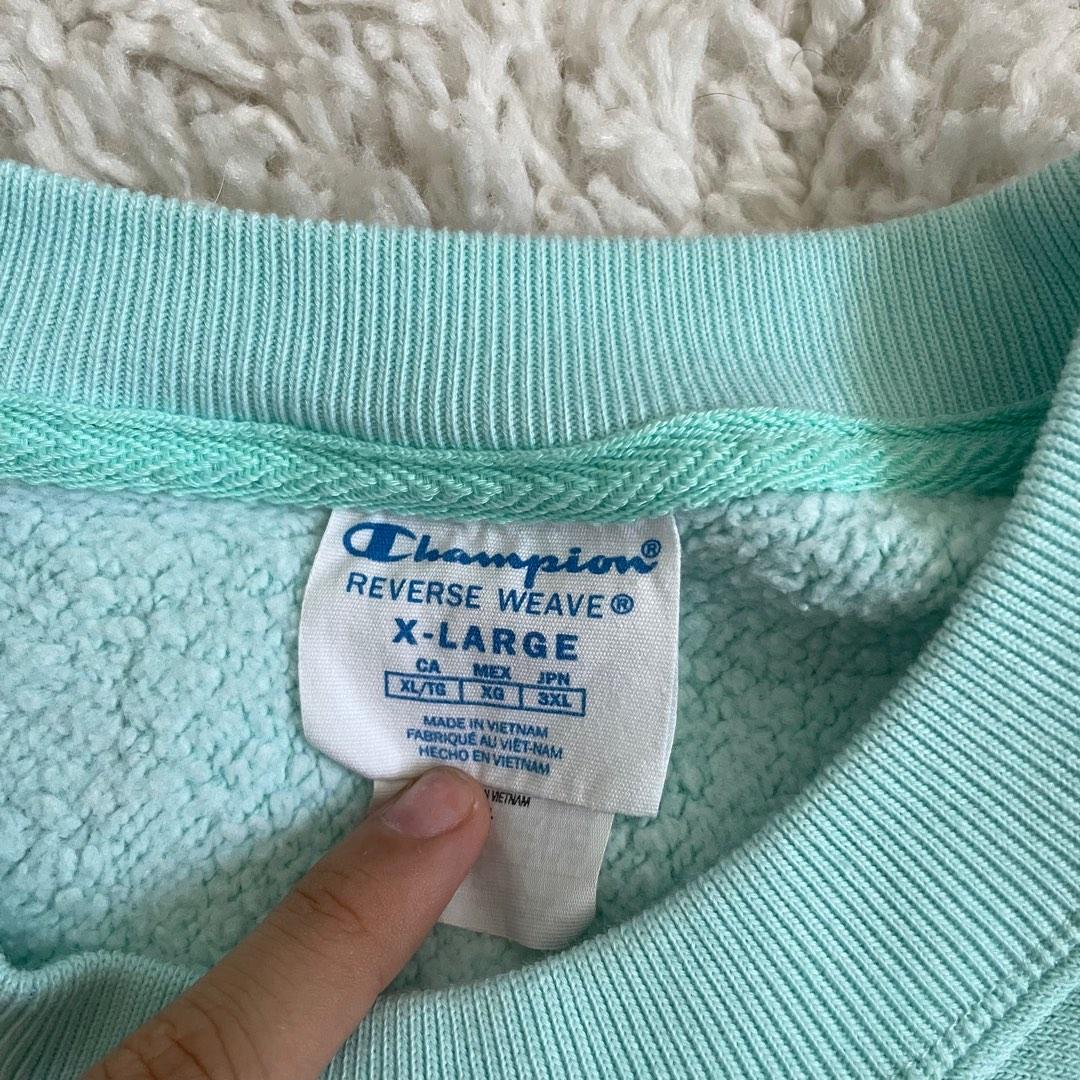 Champion®
REVERSE WEAVE®
X-LARGE
CA MEX JPN
XL/TG XG 3XL
MADE IN VIETNAM
FABRIQUÉ AU VIÊT-NAM
HECHO EN VIETNAM
VIETNAM